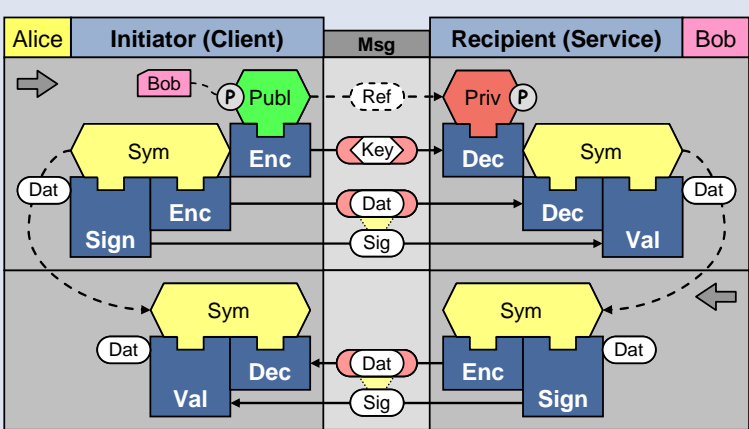 Alice Initiator (Client) Msg Recipient (Service) Bob
Bob P Publ Ref Priv P
Sym Enc Key Dec Sym
Dat Enc Dat Dec Dat
Sign Sig Val
Sym Sym
Dat Dec Dat Enc Dat
Val Sig Sign